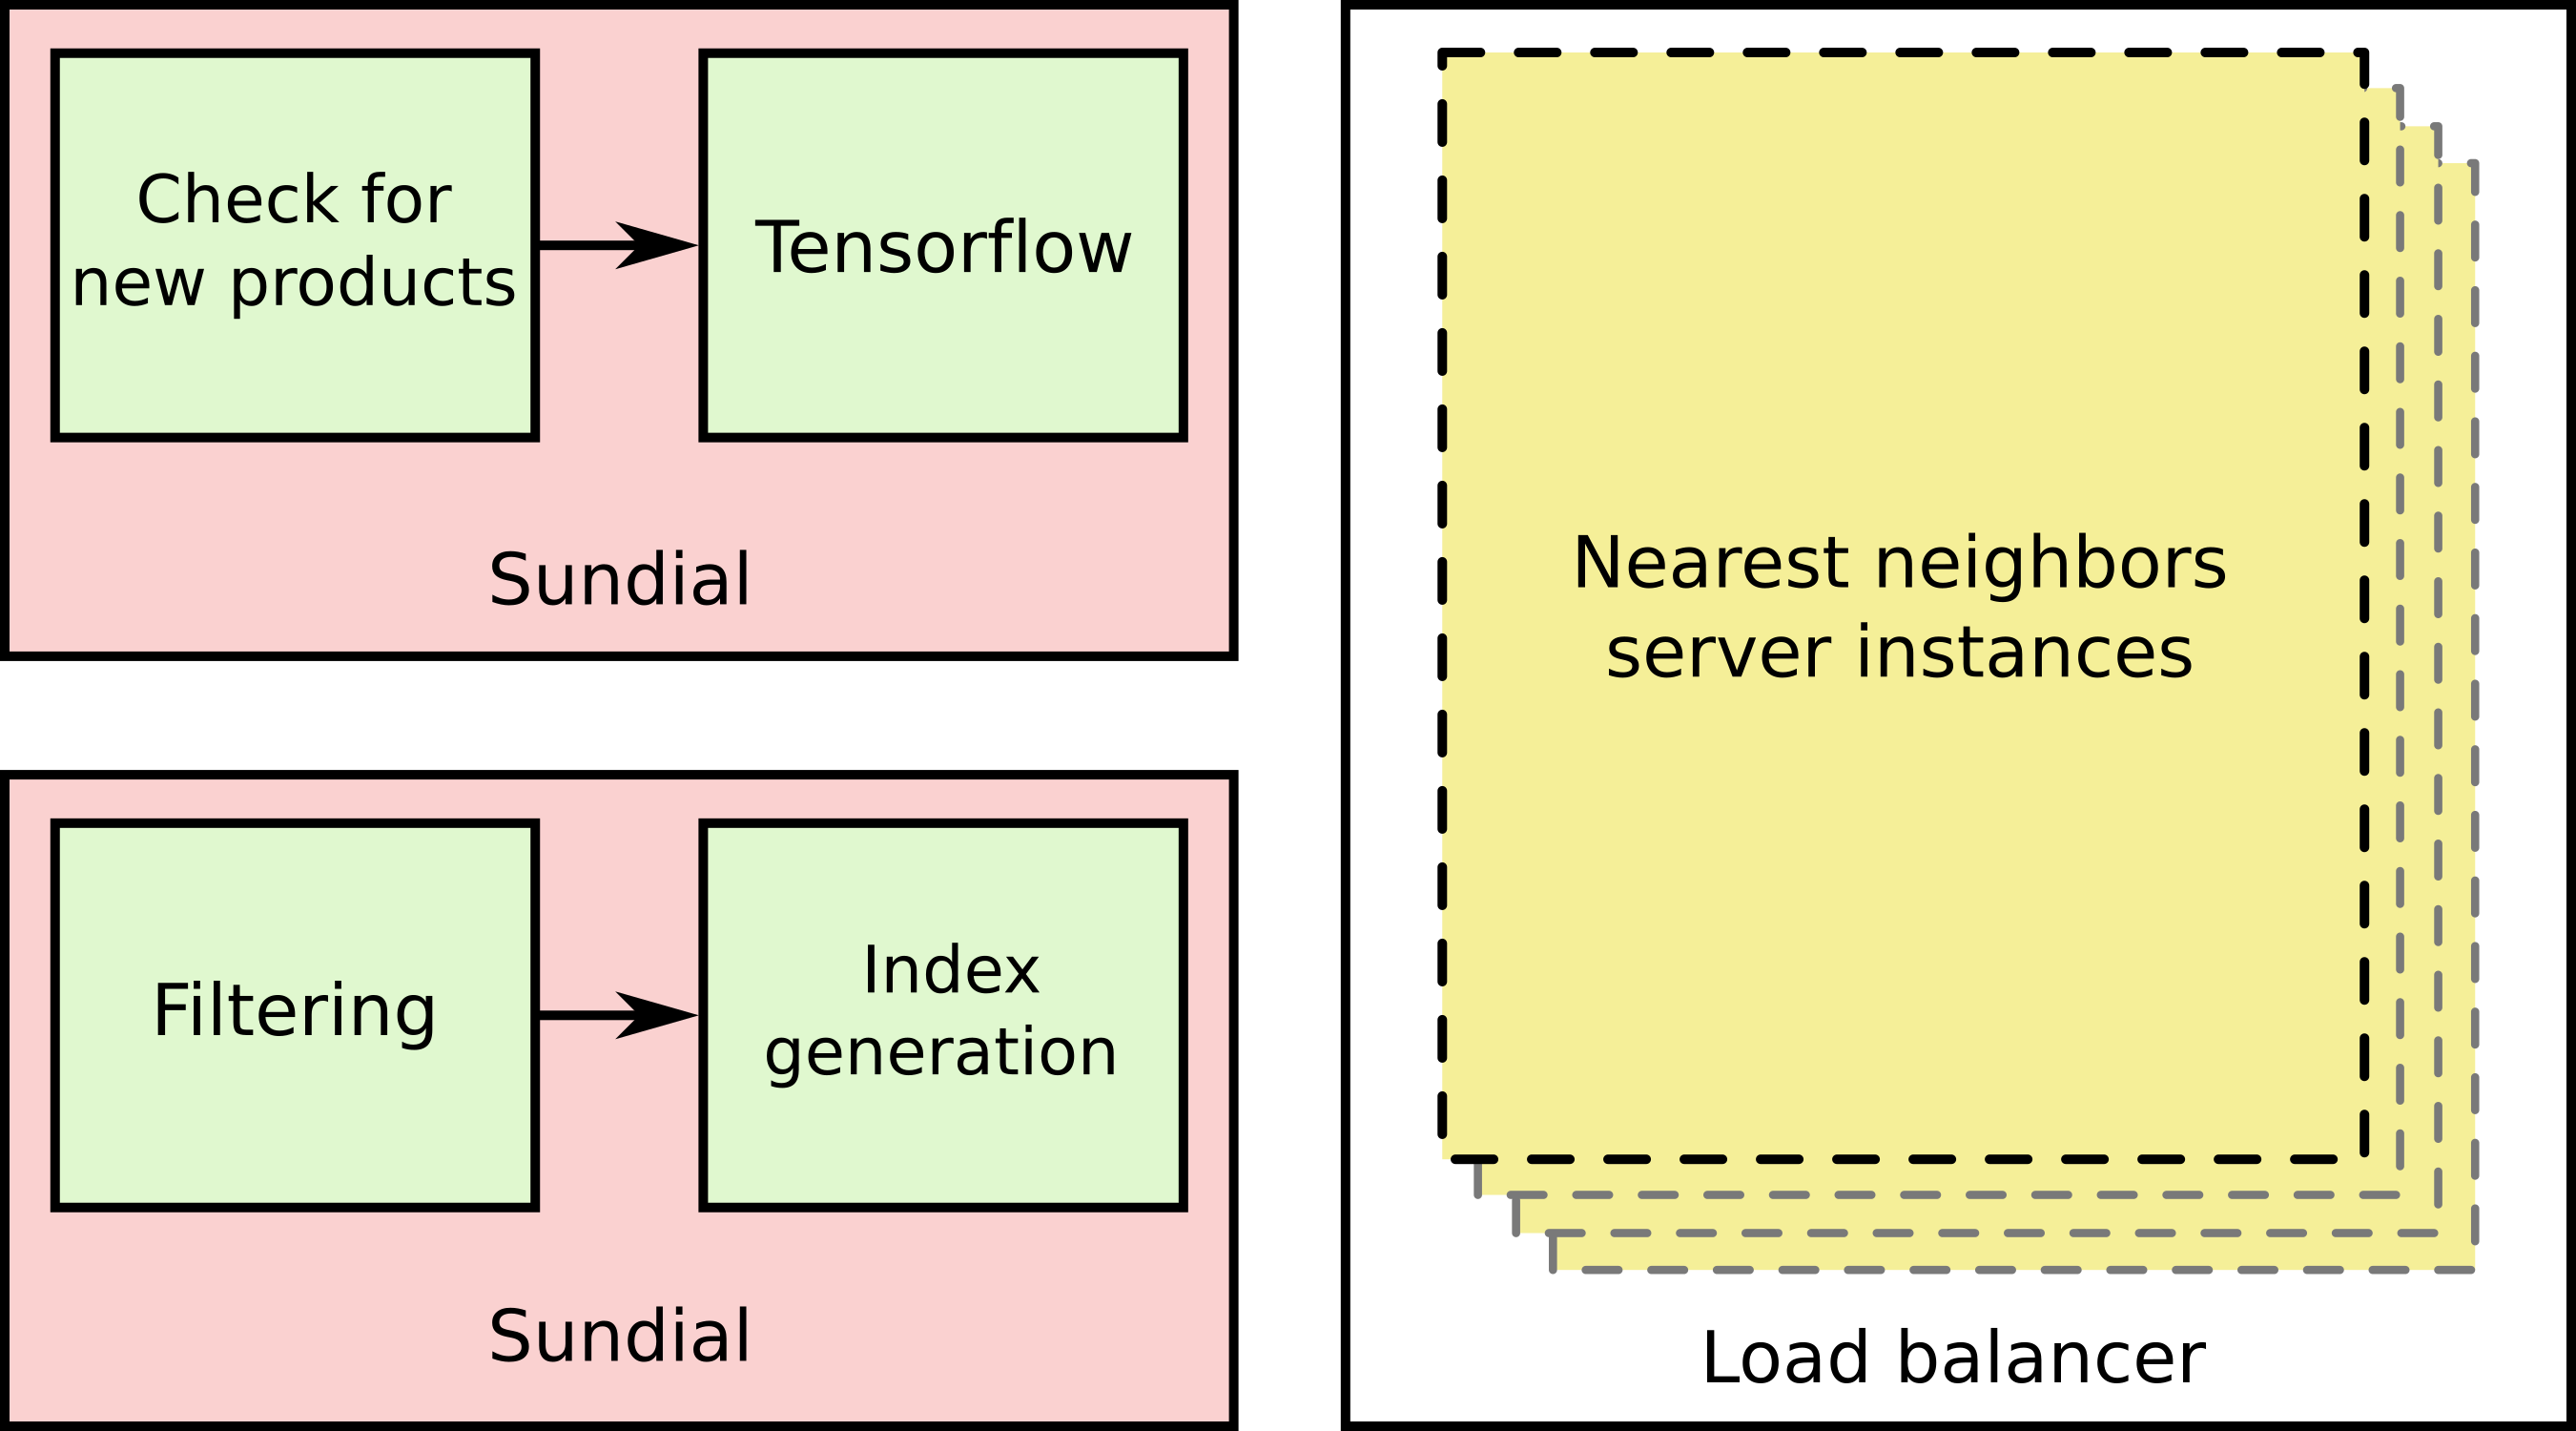 Check for
new products
Tensorflow
Sundial
Filtering
Index
generation
Sundial
Nearest neighbors
server instances
Load balancer